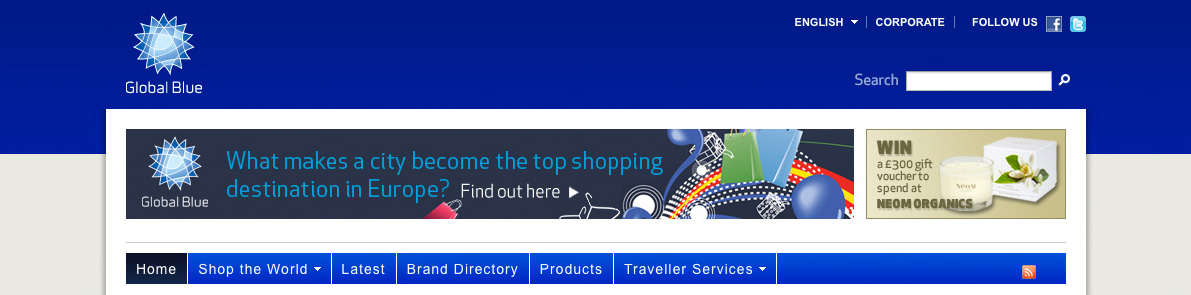 ENGLISH
CORPORATE
FOLLOW US
Global Blue
Search
Global Blue
What makes a city become the top shopping
destination in Europe? Find out here
WIN
a £300 gift
voucher to
spend at
NEOM ORGANICS
NEOM
Home
Shop the World
Latest
Brand Directory
Products
Traveller Services